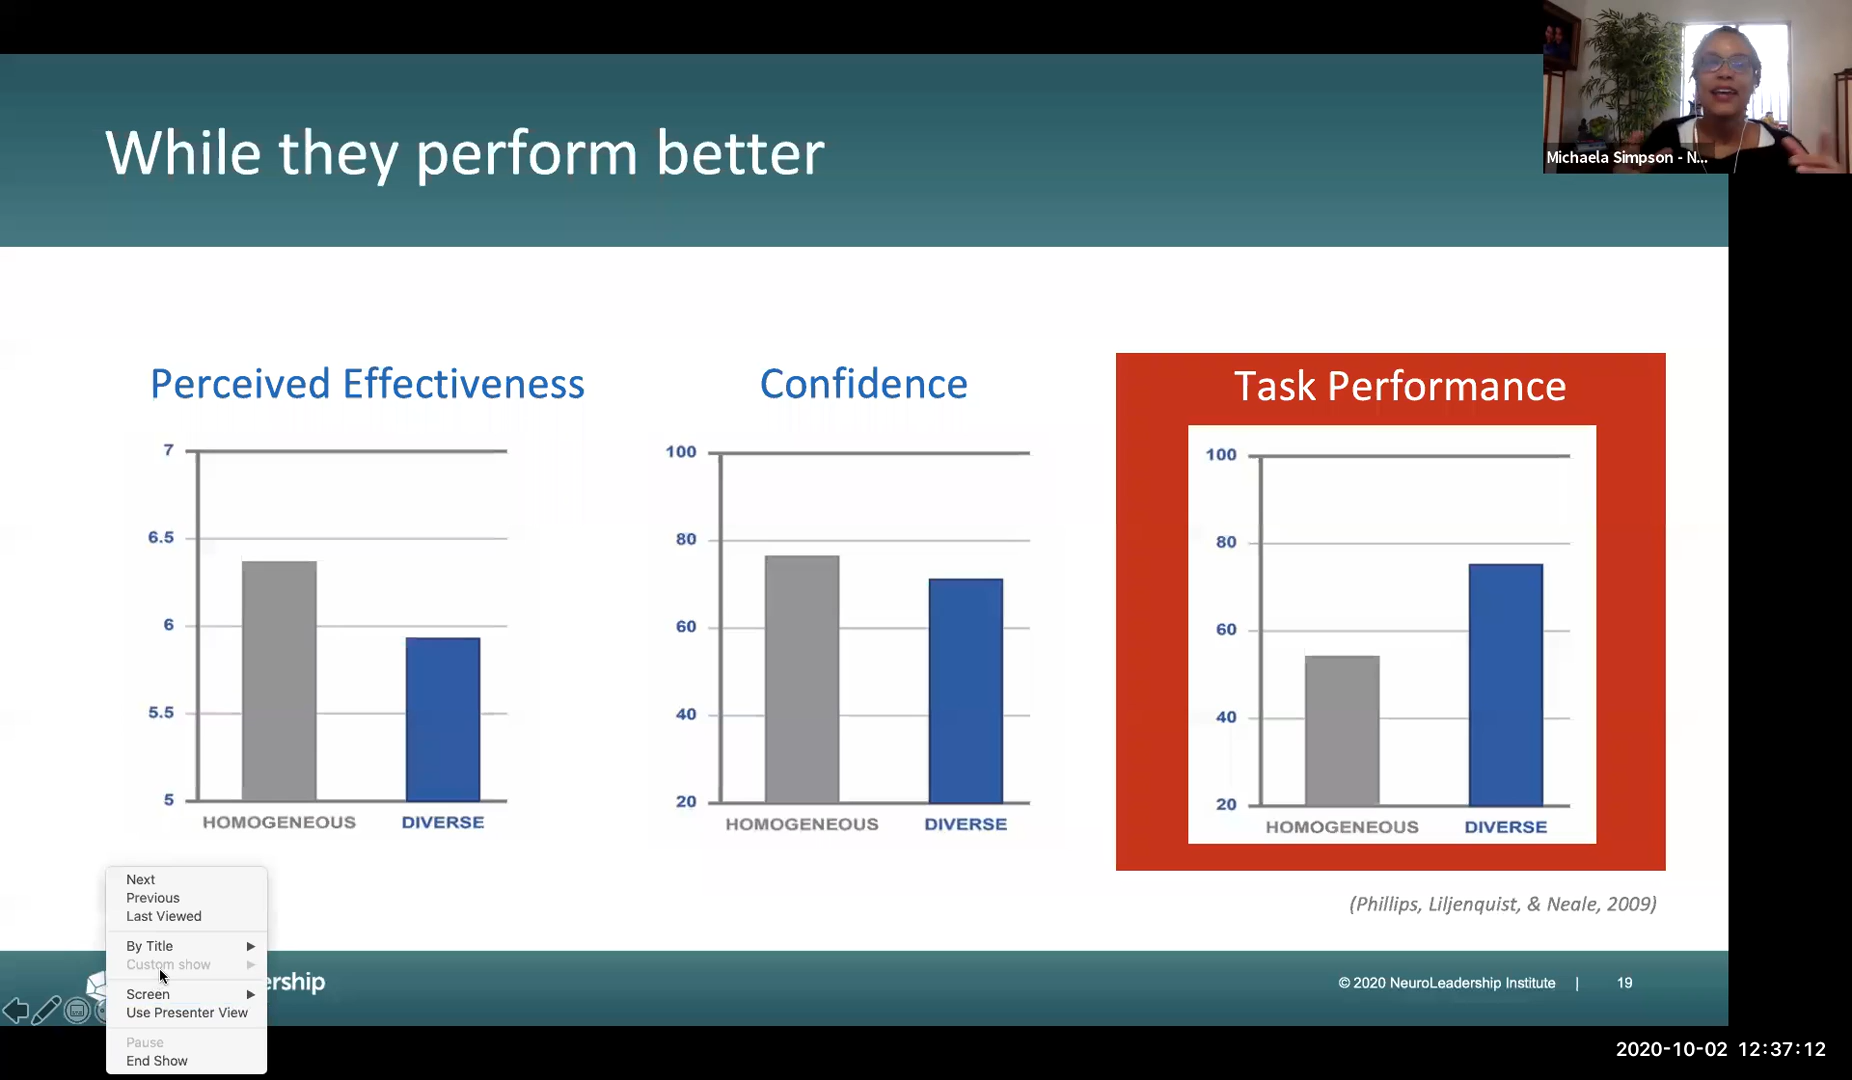 While they perform better
Michaela Simpson - N...
Perceived Effectiveness
7
6.5
6
5.5
5
HOMOGENEOUS DIVERSE
Confidence
100
80
60
40
20
HOMOGENEOUS DIVERSE
Task Performance
100
80
60
40
20
HOMOGENEOUS DIVERSE
(Phillips, Liljenquist, & Neale, 2009)
Next
Previous
Last Viewed
By Title
Custom show
Screen
Use Presenter View
Pause
End Show
ership
© 2020 NeuroLeadership Institute | 19
2020-10-02 12:37:12